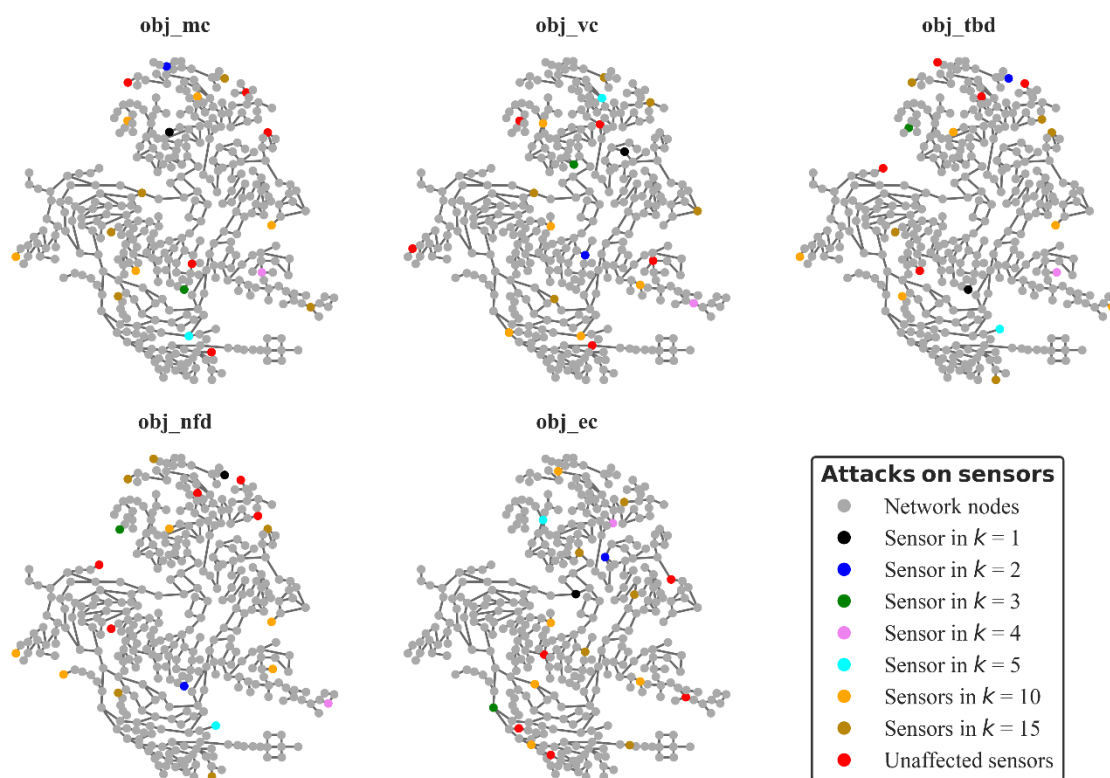 obj_mc
obj_vc
obj_tbd
obj_nfd
obj_ec
Attacks on sensors
Network nodes
Sensor in k = 1
Sensor in k = 2
Sensor in k = 3
Sensor in k = 4
Sensor in k = 5
Sensors in k = 10
Sensors in k = 15
Unaffected sensors